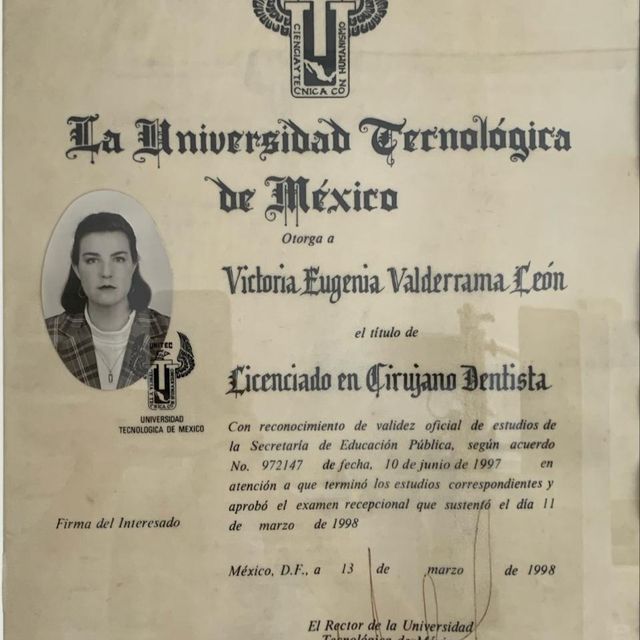 CIENCIA Y TECNICA CON HUMANISMO
La Universidad Tecnológica
de México
Otorga a
Victoria Eugenia Valderrama León
el título de
Licenciado en Cirujano Dentista
UNITEC
UNIVERSIDAD
TECNOLOGICA DE MEXICO
Con reconocimiento de validez oficial de estudios de
la Secretaría de Educación Pública, según acuerdo
No. 972147 de fecha, 10 de junio de 1997 en
atención a que terminó los estudios correspondientes y
aprobó el examen recepcional que sustentó el día 11
de marzo de 1998
Firma del Interesado
México, D.F., a 13 de marzo de 1998
El Rector de la Universidad
Tecnológica de México